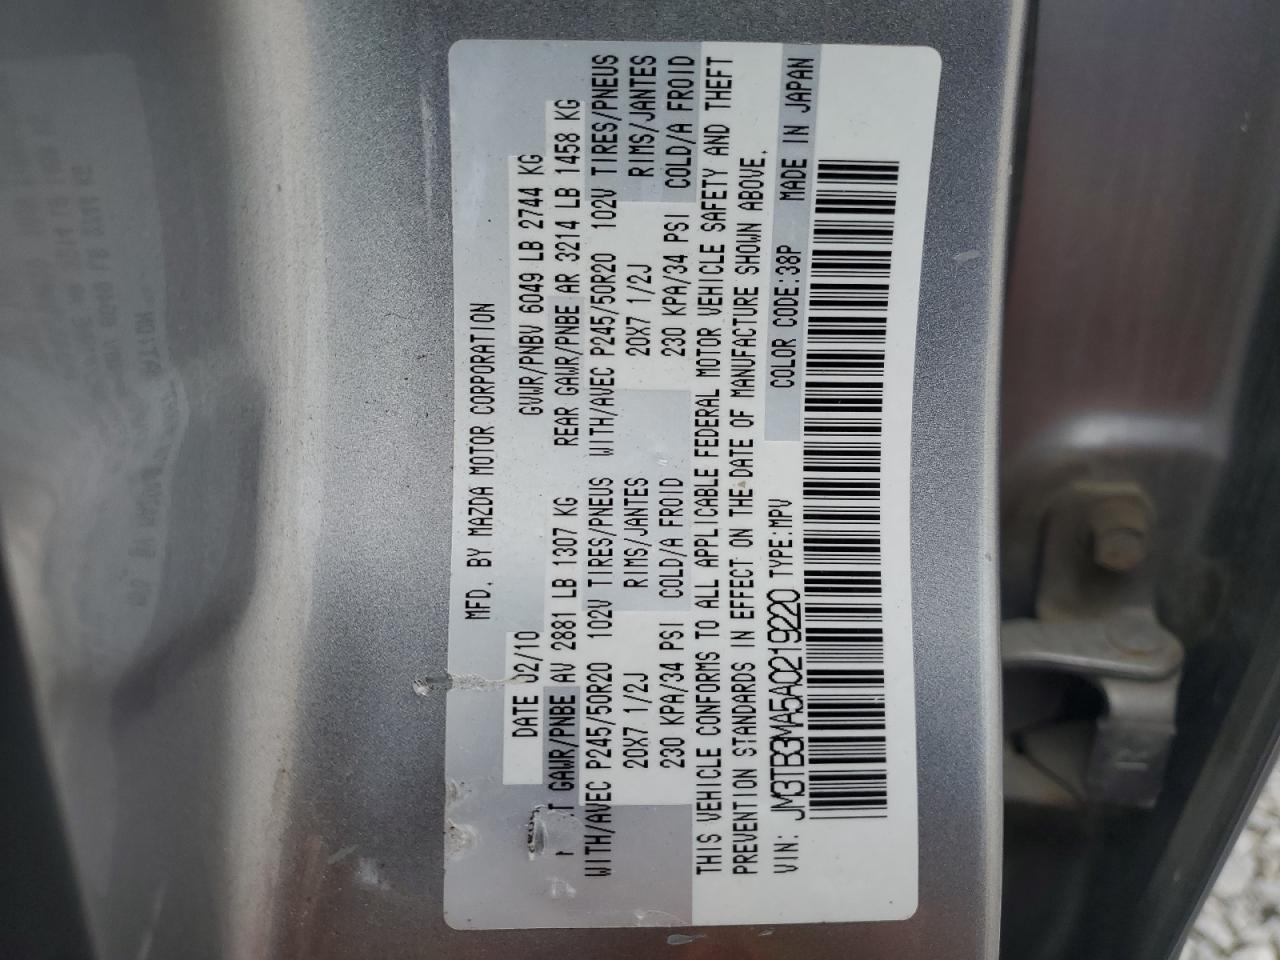 MFD. BY MAZDA MOTOR CORPORATION
DATE 02/10 GVWR/PNBV 6049 LB 2744 KG
T GAWR/PNBE AV 2881 LB 1307 KG REAR GAWR/PNBE AR 3214 LB 1458 KG
WITH/AVEC P245/50R20 102V TIRES/PNEUS WITH/AVEC P245/50R20 102V TIRES/PNEUS
20X7 1/2J RIMS/JANTES 20X7 1/2J RIMS/JANTES
230 KPA/34 PSI COLD/A FROID 230 KPA/34 PSI COLD/A FROID
THIS VEHICLE CONFORMS TO ALL APPLICABLE FEDERAL MOTOR VEHICLE SAFETY AND THEFT
PREVENTION STANDARDS IN EFFECT ON THE DATE OF MANUFACTURE SHOWN ABOVE.
VIN: JM3TB3MA5A0219220 TYPE:MPV COLOR CODE:38P MADE IN JAPAN